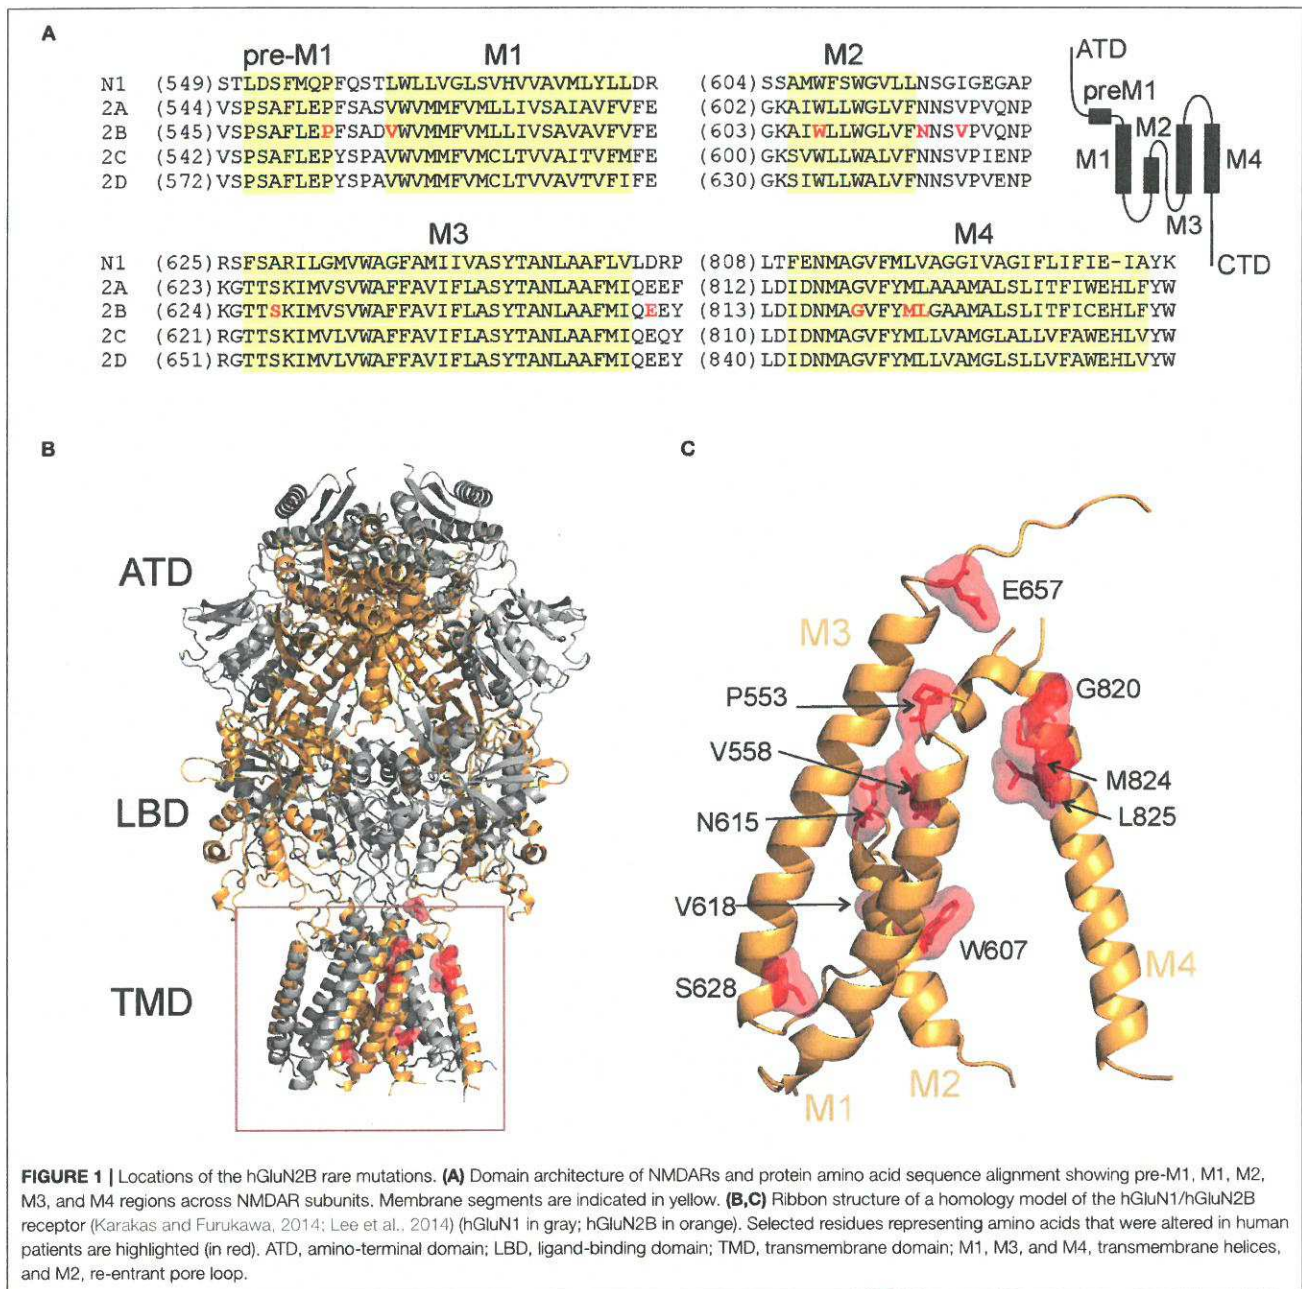 A
pre-M1 M1 M2
N1 (549)STLDSFMQPFQSTLWLLVGLSVHVVAVMLYLLDR (604)SSAMWFSWGVLLNSGIGEGAP
2A (544)VSPSAFLEPFSASVWVMMFVMLLIVSAIAVFVFE (602)GKAIWLLWGLVFNNSVPVQNP
2B (545)VSPSAFLEPFSADVWVMMFVMLLIVSAVAVFVFE (603)GKAIWLLWGLVFNNSVPVQNP
2C (542)VSPSAFLEPYSPAVWVMMFVMCLTVVAITVFMFE (600)GKSVWLLWALVFNNSVPIENP
2D (572)VSPSAFLEPYSPAVWVMMFVMCLTVVAVTVFIFE (630)GKSIWLLWALVFNNSVPVENP
ATD
preM1
M2
M1 M4
M3
CTD
M3 M4
N1 (625)RSFSARILGMVWAGFAMIIVASYTANLAAFLVLDRP (808)LTFENMAGVFMLVAGGIVAGIFLIFIE-IAYK
2A (623)KGTTSKIMVSVWAFFAVIFLASYTANLAAFMIQEEF (812)LDIDNMAGVFYMLAAAMALSLITFIWEHLFYW
2B (624)KGTTSKIMVSVWAFFAVIFLASYTANLAAFMIQEEY (813)LDIDNMAGVFYMLGAAMALSLITFICEHLFYW
2C (621)RGTTSKIMVLVWAFFAVIFLASYTANLAAFMIQEQY (810)LDIDNMAGVFYMLLVAMGLALLVFAWEHLVYW
2D (651)RGTTSKIMVLVWAFFAVIFLASYTANLAAFMIQEEY (840)LDIDNMAGVFYMLLVAMGLSLLVFAWEHLVYW
B
ATD
LBD
TMD
C
E657
M3
P553
G820
V558
M824
N615
L825
V618
W607
S628
M4
M2
M1
FIGURE 1 | Locations of the hGluN2B rare mutations. (A) Domain architecture of NMDARs and protein amino acid sequence alignment showing pre-M1, M1, M2,
M3, and M4 regions across NMDAR subunits. Membrane segments are indicated in yellow. (B,C) Ribbon structure of a homology model of the hGluN1/hGluN2B
receptor (Karakas and Furukawa, 2014; Lee et al., 2014) (hGluN1 in gray; hGluN2B in orange). Selected residues representing amino acids that were altered in human
patients are highlighted (in red). ATD, amino-terminal domain; LBD, ligand-binding domain; TMD, transmembrane domain; M1, M3, and M4, transmembrane helices,
and M2, re-entrant pore loop.